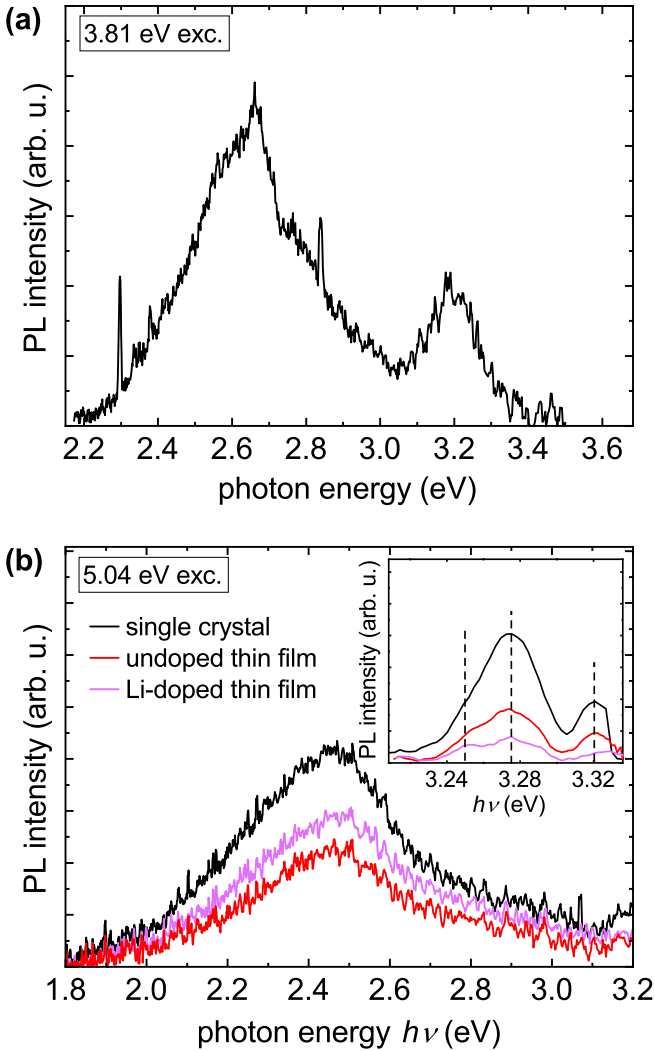 (a)
3.81 eV exc.
PL intensity (arb. u.)
2.2 2.4 2.6 2.8 3.0 3.2 3.4 3.6
photon energy (eV)
(b)
5.04 eV exc.
single crystal
undoped thin film
Li-doped thin film
PL intensity (arb. u.)
3.24 3.28 3.32
hν (eV)
PL intensity (arb. u.)
1.8 2.0 2.2 2.4 2.6 2.8 3.0 3.2
photon energy hν (eV)